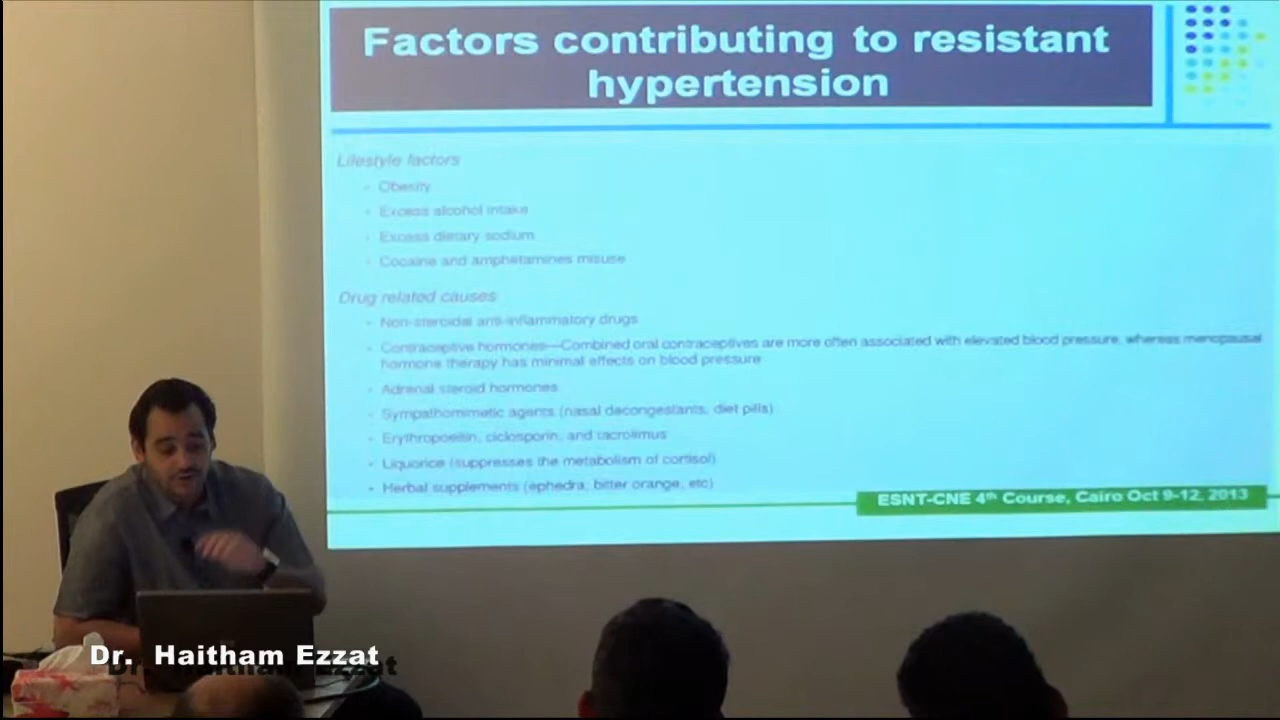 Factors contributing to resistant
hypertension
Lifestyle factors
- Obesity
- Excess alcohol intake
- Excess dietary sodium
- Cocaine and amphetamines misuse
Drug related causes
- Non-steroidal anti-inflammatory drugs
- Contraceptive hormones—Combined oral contraceptives are more often associated with elevated blood pressure, whereas menopausal
hormone therapy has minimal effects on blood pressure
- Adrenal steroid hormones
- Sympathomimetic agents (nasal decongestants, diet pills)
- Erythropoeitin, ciclosporin, and tacrolimus
- Liquorice (suppresses the metabolism of cortisol)
- Herbal supplements (ephedra, bitter orange, etc)
ESNT-CNE 4th Course, Cairo Oct 9-12, 2013
Dr. Haitham Ezzat